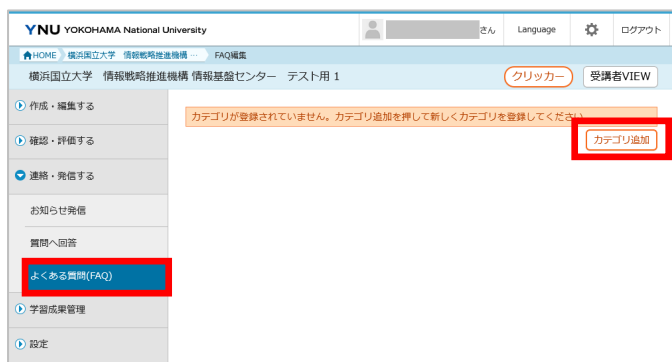 YNU YOKOHAMA National University
さん Language ログアウト
HOME 横浜国立大学 情報戦略推進機構 … FAQ編集
横浜国立大学 情報戦略推進機構 情報基盤センター テスト用 1 クリッカー 受講者VIEW
作成・編集する
カテゴリが登録されていません。カテゴリ追加を押して新しくカテゴリを登録してください
カテゴリ追加
確認・評価する
連絡・発信する
お知らせ発信
質問へ回答
よくある質問(FAQ)
学習成果管理
設定